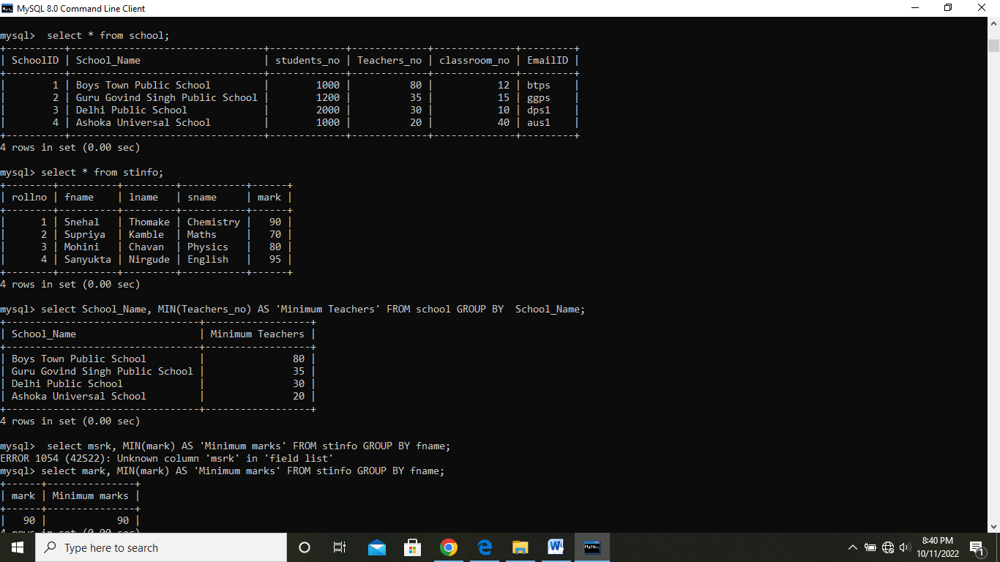 MySQL 8.0 Command Line Client
mysql>  select * from school;
+----------+---------------------------------+-------------+-------------+--------------+---------+
| SchoolID | School_Name                     | students_no | Teachers_no | classroom_no | EmailID |
+----------+---------------------------------+-------------+-------------+--------------+---------+
|        1 | Boys Town Public School         |        1000 |          80 |           12 | btps    |
|        2 | Guru Govind Singh Public School |        1200 |          35 |           15 | ggps    |
|        3 | Delhi Public School             |        2000 |          30 |           10 | dps1    |
|        4 | Ashoka Universal School         |        1000 |          20 |           40 | aus1    |
+----------+---------------------------------+-------------+-------------+--------------+---------+
4 rows in set (0.00 sec)
mysql> select * from stinfo;
+--------+----------+---------+-----------+------+
| rollno | fname    | lname   | sname     | mark |
+--------+----------+---------+-----------+------+
|      1 | Snehal   | Thomake | Chemistry |   90 |
|      2 | Supriya  | Kamble  | Maths     |   70 |
|      3 | Mohini   | Chavan  | Physics   |   80 |
|      4 | Sanyukta | Nirgude | English   |   95 |
+--------+----------+---------+-----------+------+
4 rows in set (0.00 sec)
mysql> select School_Name, MIN(Teachers_no) AS 'Minimum Teachers' FROM school GROUP BY  School_Name;
+---------------------------------+------------------+
| School_Name                     | Minimum Teachers |
+---------------------------------+------------------+
| Boys Town Public School         |               80 |
| Guru Govind Singh Public School |               35 |
| Delhi Public School             |               30 |
| Ashoka Universal School         |               20 |
+---------------------------------+------------------+
4 rows in set (0.00 sec)
mysql>  select msrk, MIN(mark) AS 'Minimum marks' FROM stinfo GROUP BY fname;
ERROR 1054 (42S22): Unknown column 'msrk' in 'field list'
mysql> select mark, MIN(mark) AS 'Minimum marks' FROM stinfo GROUP BY fname;
+------+---------------+
| mark | Minimum marks |
+------+---------------+
|   90 |            90 |
4 rows in set (0.00 sec)
Type here to search
8:40 PM
10/11/2022
1